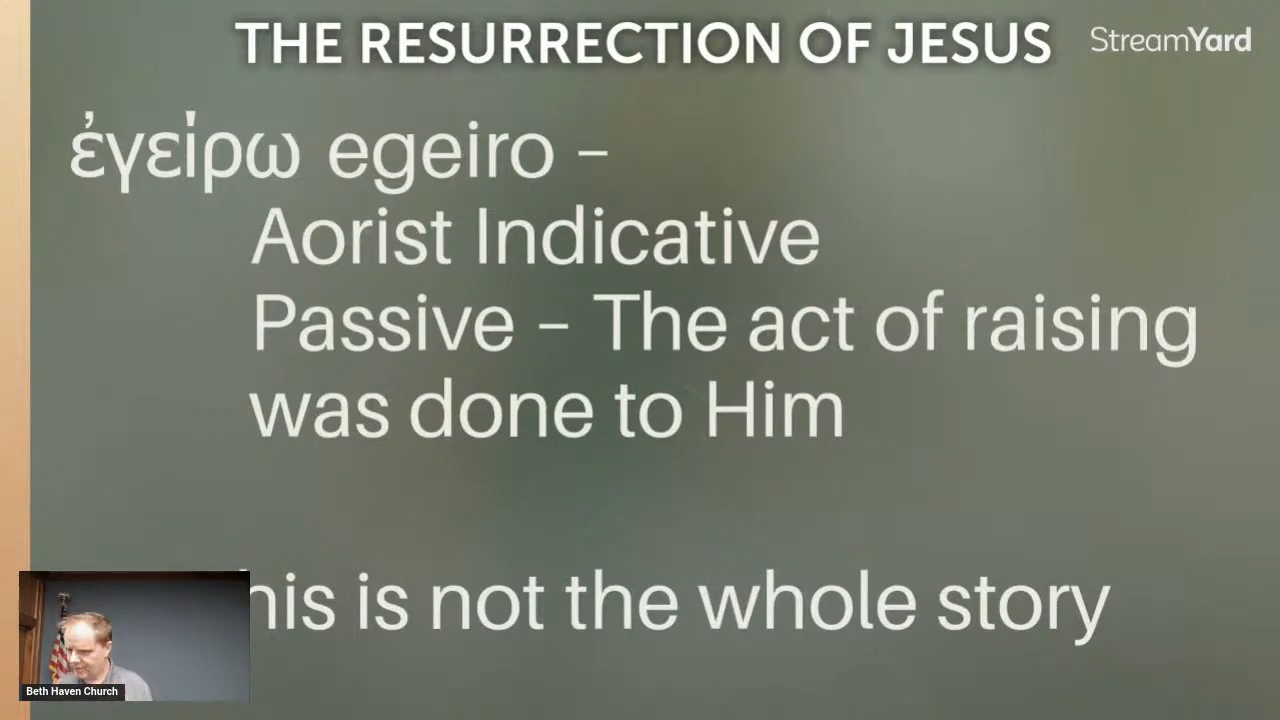 THE RESURRECTION OF JESUS
StreamYard
ἐγείρω egeiro –
Aorist Indicative
Passive – The act of raising
was done to Him
is not the whole story
Beth Haven Church